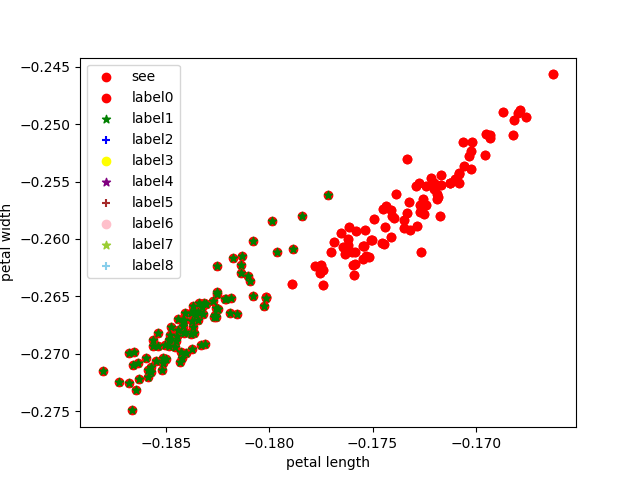 −0.245
−0.250
−0.255
−0.260
−0.265
−0.270
−0.275
petal width
see
label0
label1
label2
label3
label4
label5
label6
label7
label8
−0.185
−0.180
−0.175
−0.170
petal length